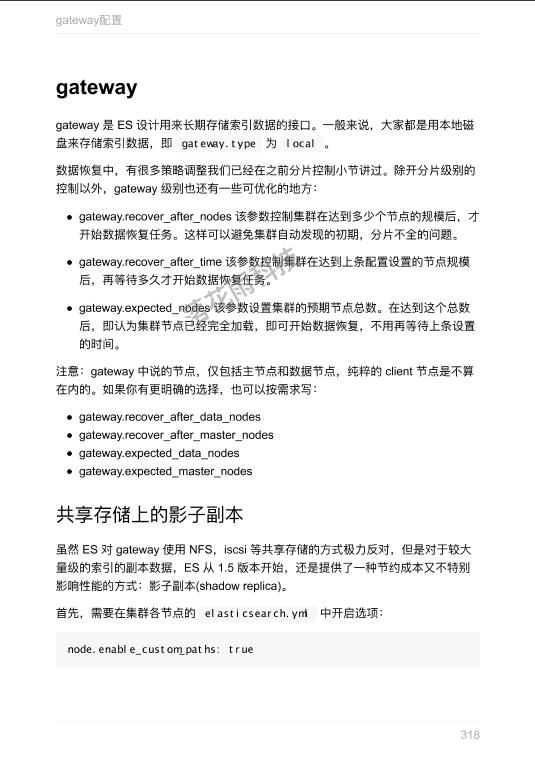 gateway配置
gateway
gateway 是 ES 设计用来长期存储索引数据的接口。一般来说，大家都是用本地磁
盘来存储索引数据，即 gateway.type 为 local 。
数据恢复中，有很多策略调整我们已经在之前分片控制小节讲过。除开分片级别的
控制以外，gateway 级别也还有一些可优化的地方：
● gateway.recover_after_nodes 该参数控制集群在达到多少个节点的规模后，才
开始数据恢复任务。这样可以避免集群自动发现的初期，分片不全的问题。
● gateway.recover_after_time 该参数控制集群在达到上条配置设置的节点规模
后，再等待多久才开始数据恢复任务。
● gateway.expected_nodes 该参数设置集群的预期节点总数。在达到这个总数
后，即认为集群节点已经完全加载，即可开始数据恢复，不用再等待上条设置
的时间。
注意：gateway 中说的节点，仅包括主节点和数据节点，纯粹的 client 节点是不算
在内的。如果你有更明确的选择，也可以按需求写：
● gateway.recover_after_data_nodes
● gateway.recover_after_master_nodes
● gateway.expected_data_nodes
● gateway.expected_master_nodes
共享存储上的影子副本
虽然 ES 对 gateway 使用 NFS，iscsi 等共享存储的方式极力反对，但是对于较大
量级的索引的副本数据，ES 从 1.5 版本开始，还是提供了一种节约成本又不特别
影响性能的方式：影子副本(shadow replica)。
首先，需要在集群各节点的 elasticsearch.yml 中开启选项：
node.enable_custom_paths: true
318
落花雨科技